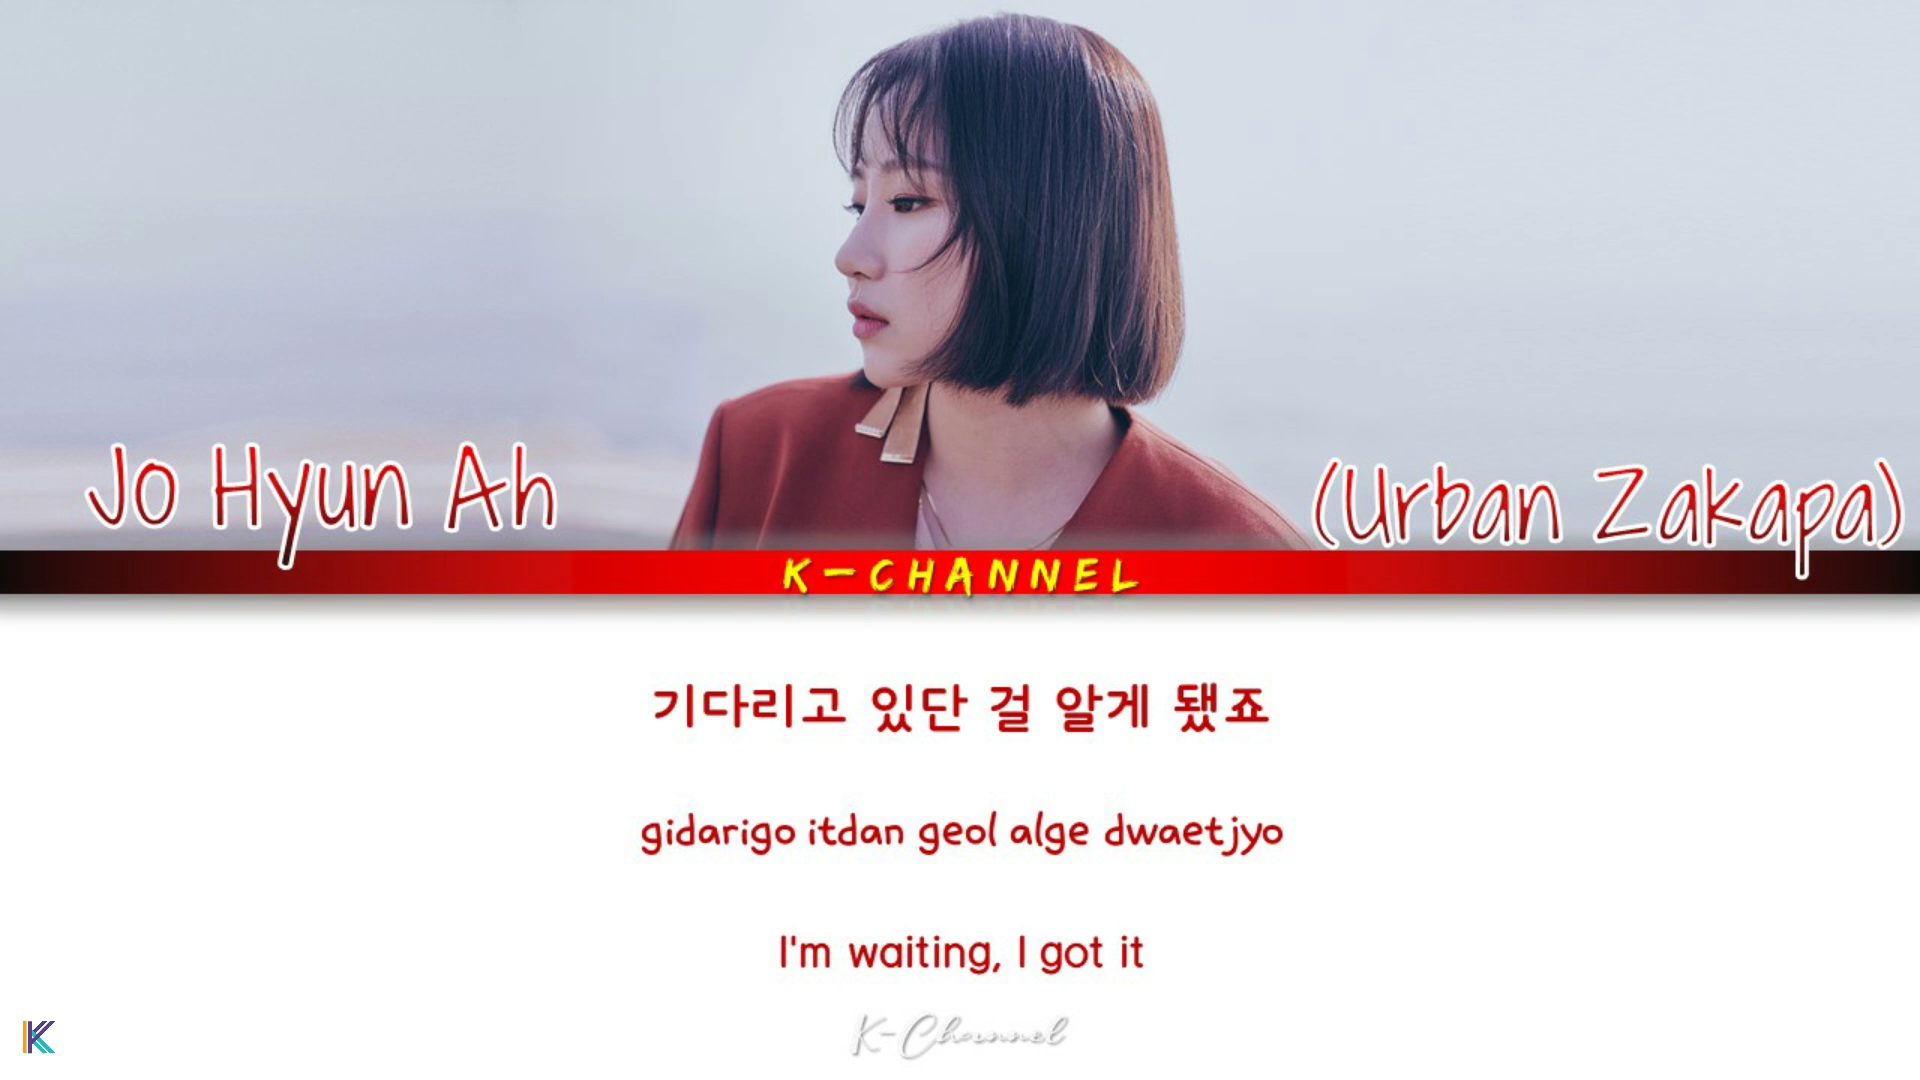 Jo Hyun Ah
(Urban Zakapa)
K-CHANNEL
기다리고 있단 걸 알게 됐죠
gidarigo itdan geol alge dwaetjyo
I'm waiting, I got it
K-Channel
K